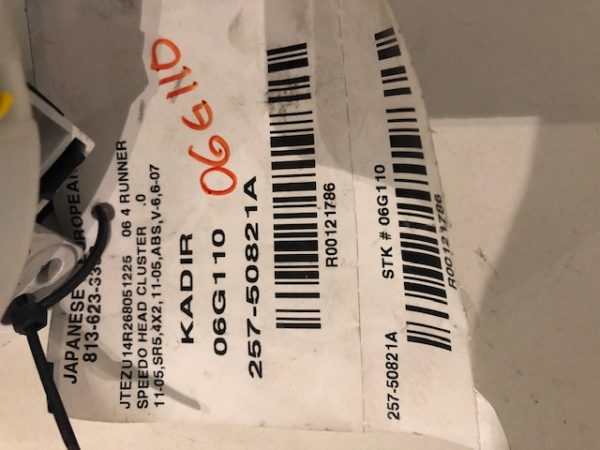 JAPANESE
813-623-
JTEZU14R268051225 06 4 RUNNER
SPEEDO HEAD CLUSTER .0
11-05,SR5,4X2, 11-05,ABS,V-6,6-07
KADIR
06G110
257-50821A
06G110
R00121786
257-50821A STK # 06G110
R00121786